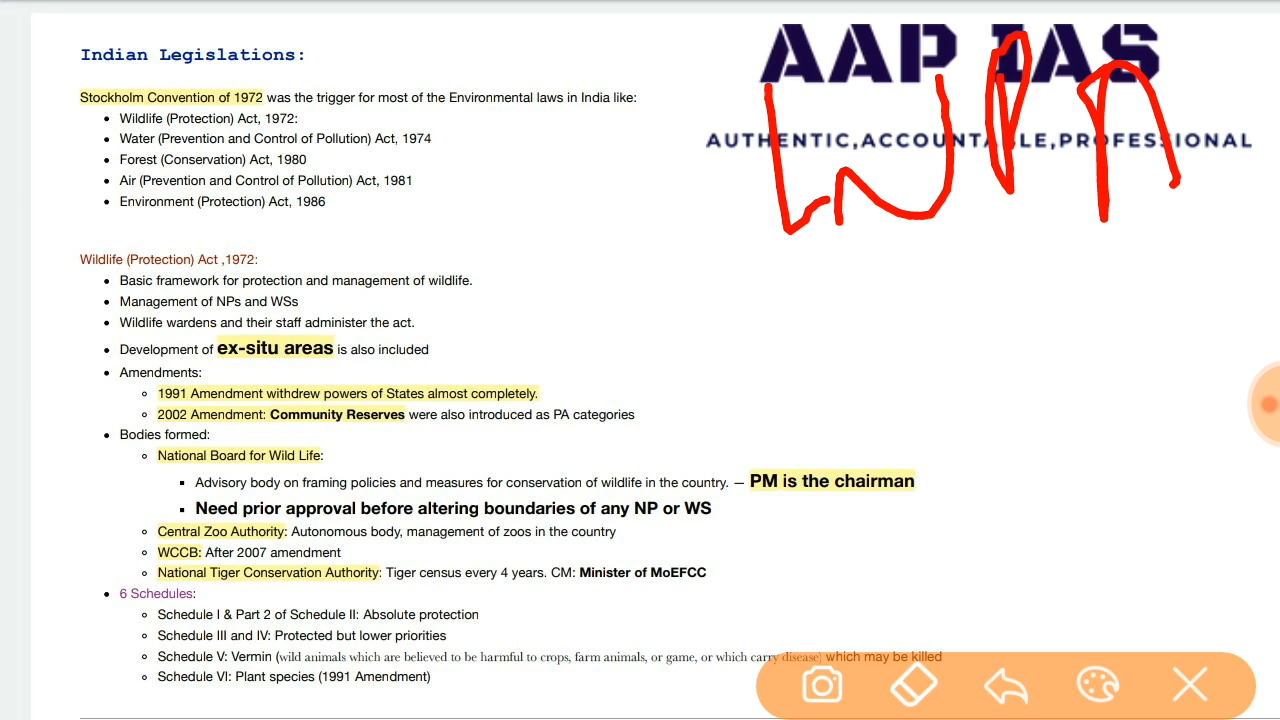 AAP IAS
AUTHENTIC,ACCOUNTABLE,PROFESSIONAL
WPA
Indian Legislations:
Stockholm Convention of 1972 was the trigger for most of the Environmental laws in India like:
• Wildlife (Protection) Act, 1972:
• Water (Prevention and Control of Pollution) Act, 1974
• Forest (Conservation) Act, 1980
• Air (Prevention and Control of Pollution) Act, 1981
• Environment (Protection) Act, 1986
Wildlife (Protection) Act ,1972:
• Basic framework for protection and management of wildlife.
• Management of NPs and WSs
• Wildlife wardens and their staff administer the act.
• Development of ex-situ areas is also included
• Amendments:
◦ 1991 Amendment withdrew powers of States almost completely.
◦ 2002 Amendment: Community Reserves were also introduced as PA categories
• Bodies formed:
◦ National Board for Wild Life:
▪ Advisory body on framing policies and measures for conservation of wildlife in the country. — PM is the chairman
▪ Need prior approval before altering boundaries of any NP or WS
◦ Central Zoo Authority: Autonomous body, management of zoos in the country
◦ WCCB: After 2007 amendment
◦ National Tiger Conservation Authority: Tiger census every 4 years. CM: Minister of MoEFCC
• 6 Schedules:
◦ Schedule I & Part 2 of Schedule II: Absolute protection
◦ Schedule III and IV: Protected but lower priorities
◦ Schedule V: Vermin (wild animals which are believed to be harmful to crops, farm animals, or game, or which carry disease) which may be killed
◦ Schedule VI: Plant species (1991 Amendment)